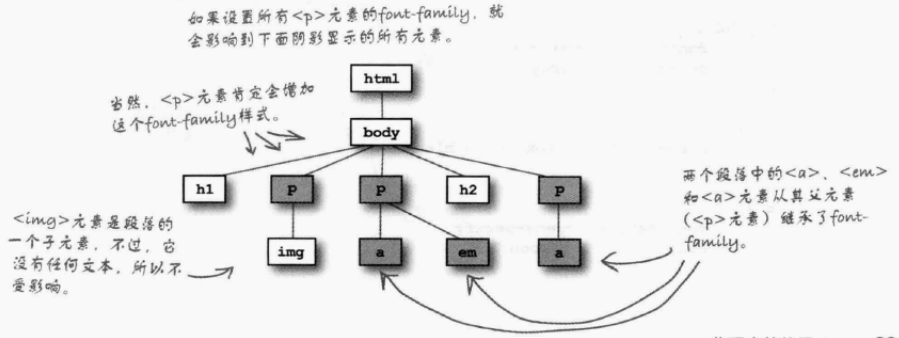 如果设置所有<p>元素的font-family，就
会影响到下面阴影显示的所有元素。
html
当然，<p>元素肯定会增加
这个font-family样式。
body
h1
p
p
h2
p
两个段落中的<a>、<em>
和<a>元素从其父元素
(<p>元素) 继承了font-
family。
<img>元素是段落的
一个子元素，不过，它
没有任何文本，所以不
受影响。
img
a
em
a